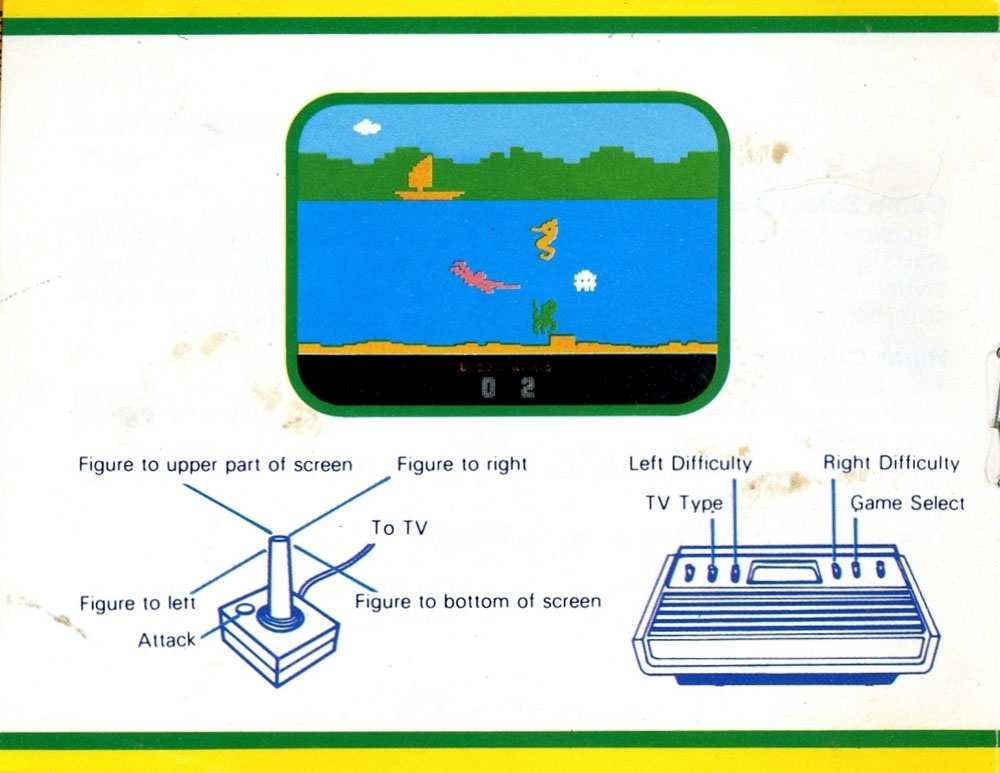 0 2
Figure to upper part of screen
Figure to right
Left Difficulty
Right Difficulty
TV Type
Game Select
To TV
Figure to left
Figure to bottom of screen
Attack